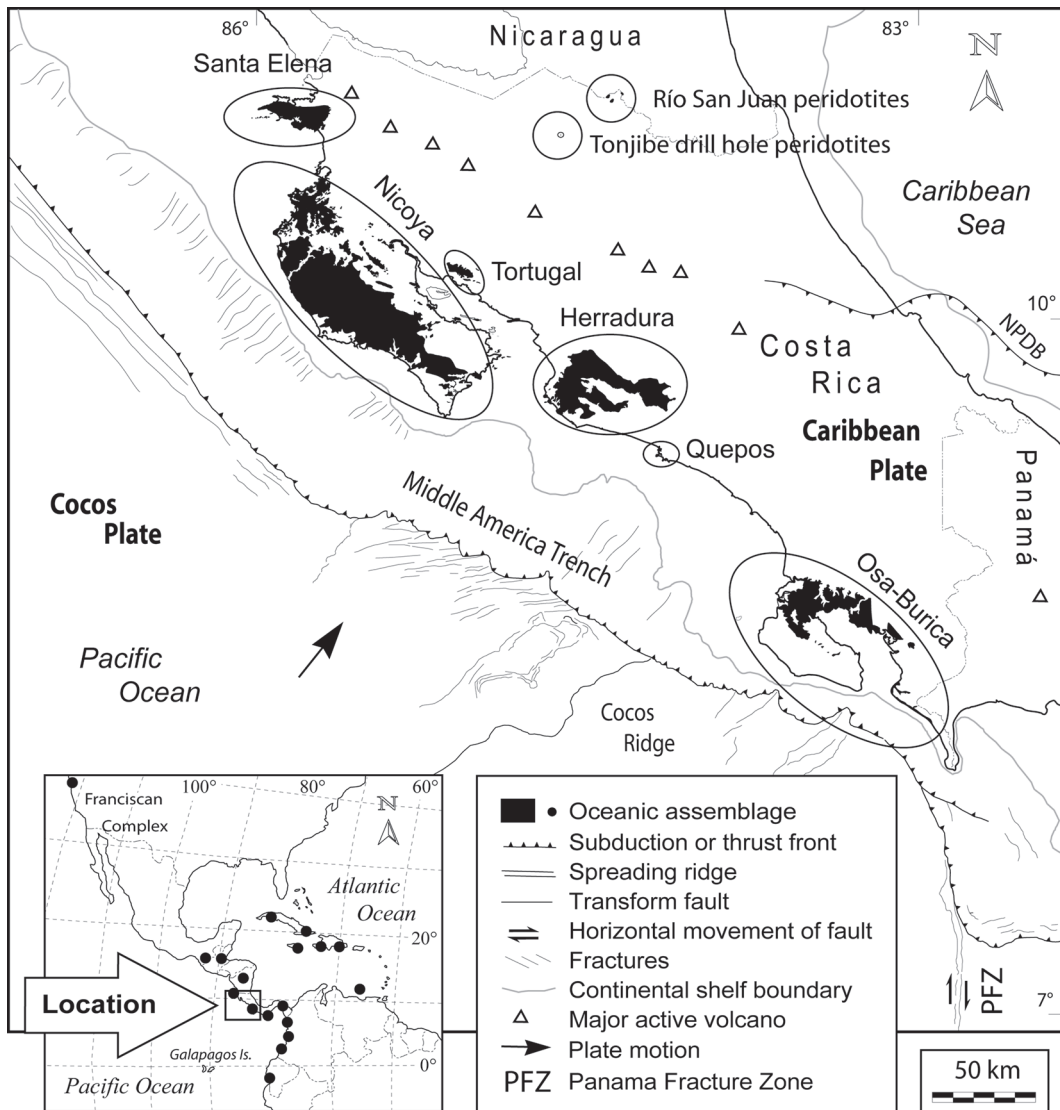 86°
83°
Nicaragua
N
Santa Elena
Río San Juan peridotites
Tonjibe drill hole peridotites
Caribbean
Sea
Nicoya
Tortugal
10°
NPDB
Herradura
Costa
Rica
Caribbean
Plate
Panamá
Quepos
Cocos
Plate
Middle America Trench
Osa-Burica
Pacific
Ocean
Cocos
Ridge
PFZ
7°
100°
80°
60°
Franciscan
Complex
N
Atlantic
Ocean
20°
Location
Galapagos Is.
0°
Pacific Ocean
Oceanic assemblage
Subduction or thrust front
Spreading ridge
Transform fault
Horizontal movement of fault
Fractures
Continental shelf boundary
Major active volcano
Plate motion
PFZ Panama Fracture Zone
50 km